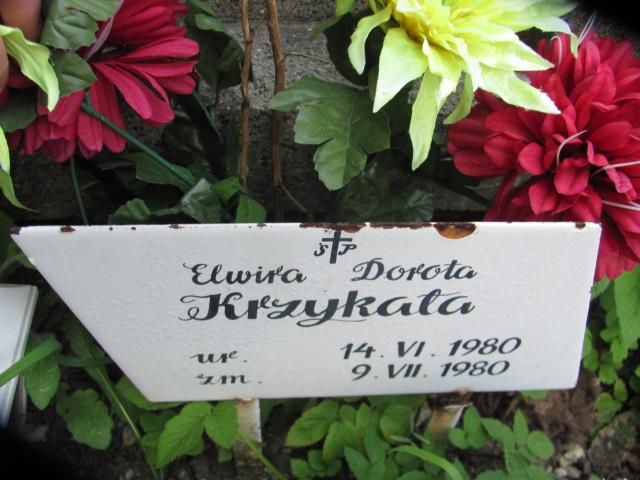 Ś P
Elwira Dorota
Krzykała
ur. 14. VI. 1980
zm. 9. VII. 1980